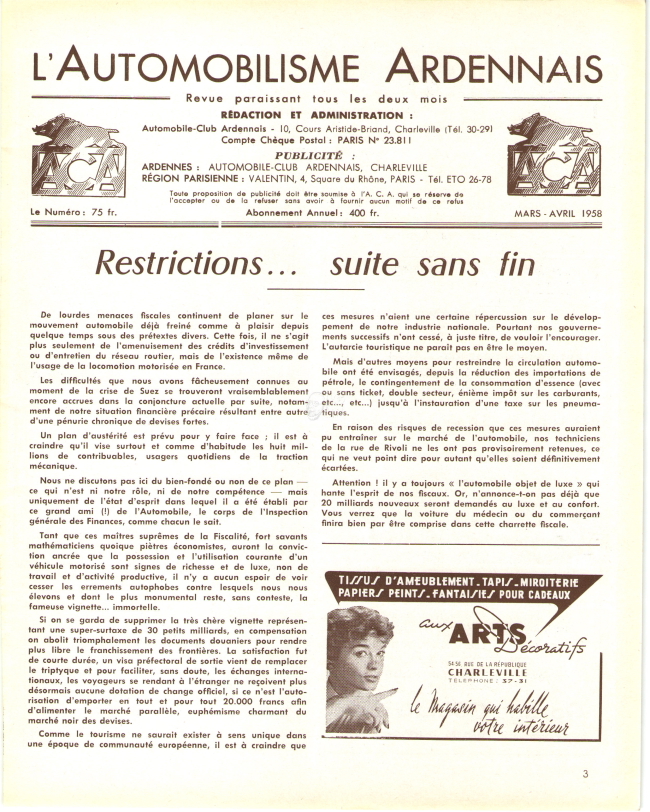 L'AUTOMOBILISME ARDENNAIS
Revue paraissant tous les deux mois
RÉDACTION ET ADMINISTRATION :
Automobile-Club Ardennais - 10, Cours Aristide-Briand, Charleville (Tél. 30-29)
Compte Chèque Postal : PARIS N° 23.811
PUBLICITÉ :
ARDENNES : AUTOMOBILE-CLUB ARDENNAIS, CHARLEVILLE
RÉGION PARISIENNE : VALENTIN, 4, Square du Rhône, PARIS - Tél. ETO 26-78
Toute proposition de publicité doit être soumise à l'A. C. A. qui se réserve de
l'accepter ou de la refuser sans avoir à fournir aucun motif de ce refus
ACA
ACA
Le Numéro : 75 fr.
Abonnement Annuel : 400 fr.
MARS - AVRIL 1958
Restrictions... suite sans fin
De lourdes menaces fiscales continuent de planer sur le
mouvement automobile déjà freiné comme à plaisir depuis
quelque temps sous des prétextes divers. Cette fois, il ne s'agit
plus seulement de l'amenuisement des crédits d'investissement
ou d'entretien du réseau routier, mais de l'existence même de
l'usage de la locomotion motorisée en France.
Les difficultés que nous avons fâcheusement connues au
moment de la crise de Suez se trouveront vraisemblablement
encore accrues dans la conjoncture actuelle par suite, notam-
ment de notre situation financière précaire résultant entre autre
d'une pénurie chronique de devises fortes.
Un plan d'austérité est prévu pour y faire face ; il est à
craindre qu'il vise surtout et comme d'habitude les huit mil-
lions de contribuables, usagers quotidiens de la traction
mécanique.
Nous ne discutons pas ici du bien-fondé ou non de ce plan —
ce qui n'est ni notre rôle, ni de notre compétence — mais
uniquement de l'état d'esprit dans lequel il a été établi par
ce grand ami (!) de l'Automobile, le corps de l'Inspection
générale des Finances, comme chacun le sait.
Tant que ces maîtres suprêmes de la Fiscalité, fort savants
mathématiciens quoique piètres économistes, auront la convic-
tion ancrée que la possession et l'utilisation courante d'un
véhicule motorisé sont signes de richesse et de luxe, non de
travail et d'activité productive, il n'y a aucun espoir de voir
cesser les errements autophobes contre lesquels nous nous
élevons et dont le plus monumental reste, sans conteste, la
fameuse vignette... immortelle.
Si on se garda de supprimer la très chère vignette représen-
tant une super-surtaxe de 30 petits milliards, en compensation
on abolit triomphalement les documents douaniers pour rendre
plus libre le franchissement des frontières. La satisfaction fut
de courte durée, un visa préfectoral de sortie vient de remplacer
le triptyque et pour faciliter, sans doute, les échanges interna-
tionaux, les voyageurs se rendant à l'étranger ne reçoivent plus
désormais aucune dotation de change officiel, si ce n'est l'auto-
risation d'emporter en tout et pour tout 20.000 francs afin
d'alimenter le marché parallèle, euphémisme charmant du
marché noir des devises.
Comme le tourisme ne saurait exister à sens unique dans
une époque de communauté européenne, il est à craindre que
ces mesures n'aient une certaine répercussion sur le dévelop-
pement de notre industrie nationale. Pourtant nos gouverne-
ments successifs n'ont cessé, à juste titre, de vouloir l'encourager.
L'autarcie touristique ne paraît pas en être le moyen.
Mais d'autres moyens pour restreindre la circulation automo-
bile ont été envisagés, depuis la réduction des importations de
pétrole, le contingentement de la consommation d'essence (avec
ou sans ticket, double secteur, énième impôt sur les carburants,
etc..., etc...) jusqu'à l'instauration d'une taxe sur les pneuma-
tiques.
En raison des risques de recession que ces mesures auraient
pu entraîner sur le marché de l'automobile, nos techniciens
de la rue de Rivoli ne les ont pas provisoirement retenues, ce
qui ne veut point dire pour autant qu'elles soient définitivement
écartées.
Attention ! il y a toujours « l'automobile objet de luxe » qui
hante l'esprit de nos fiscaux. Or, n'annonce-t-on pas déjà que
20 milliards nouveaux seront demandés au luxe et au confort.
Vous verrez que la voiture du médecin ou du commerçant
finira bien par être comprise dans cette charrette fiscale.
TISSUS D'AMEUBLEMENT - TAPIS - MIROITERIE
PAPIERS PEINTS - FANTAISIES POUR CADEAUX
aux ARTS
Décoratifs
54-56 RUE DE LA RÉPUBLIQUE
CHARLEVILLE
TÉLÉPHONE : 37-31
Le Magasin qui habille
votre intérieur
3